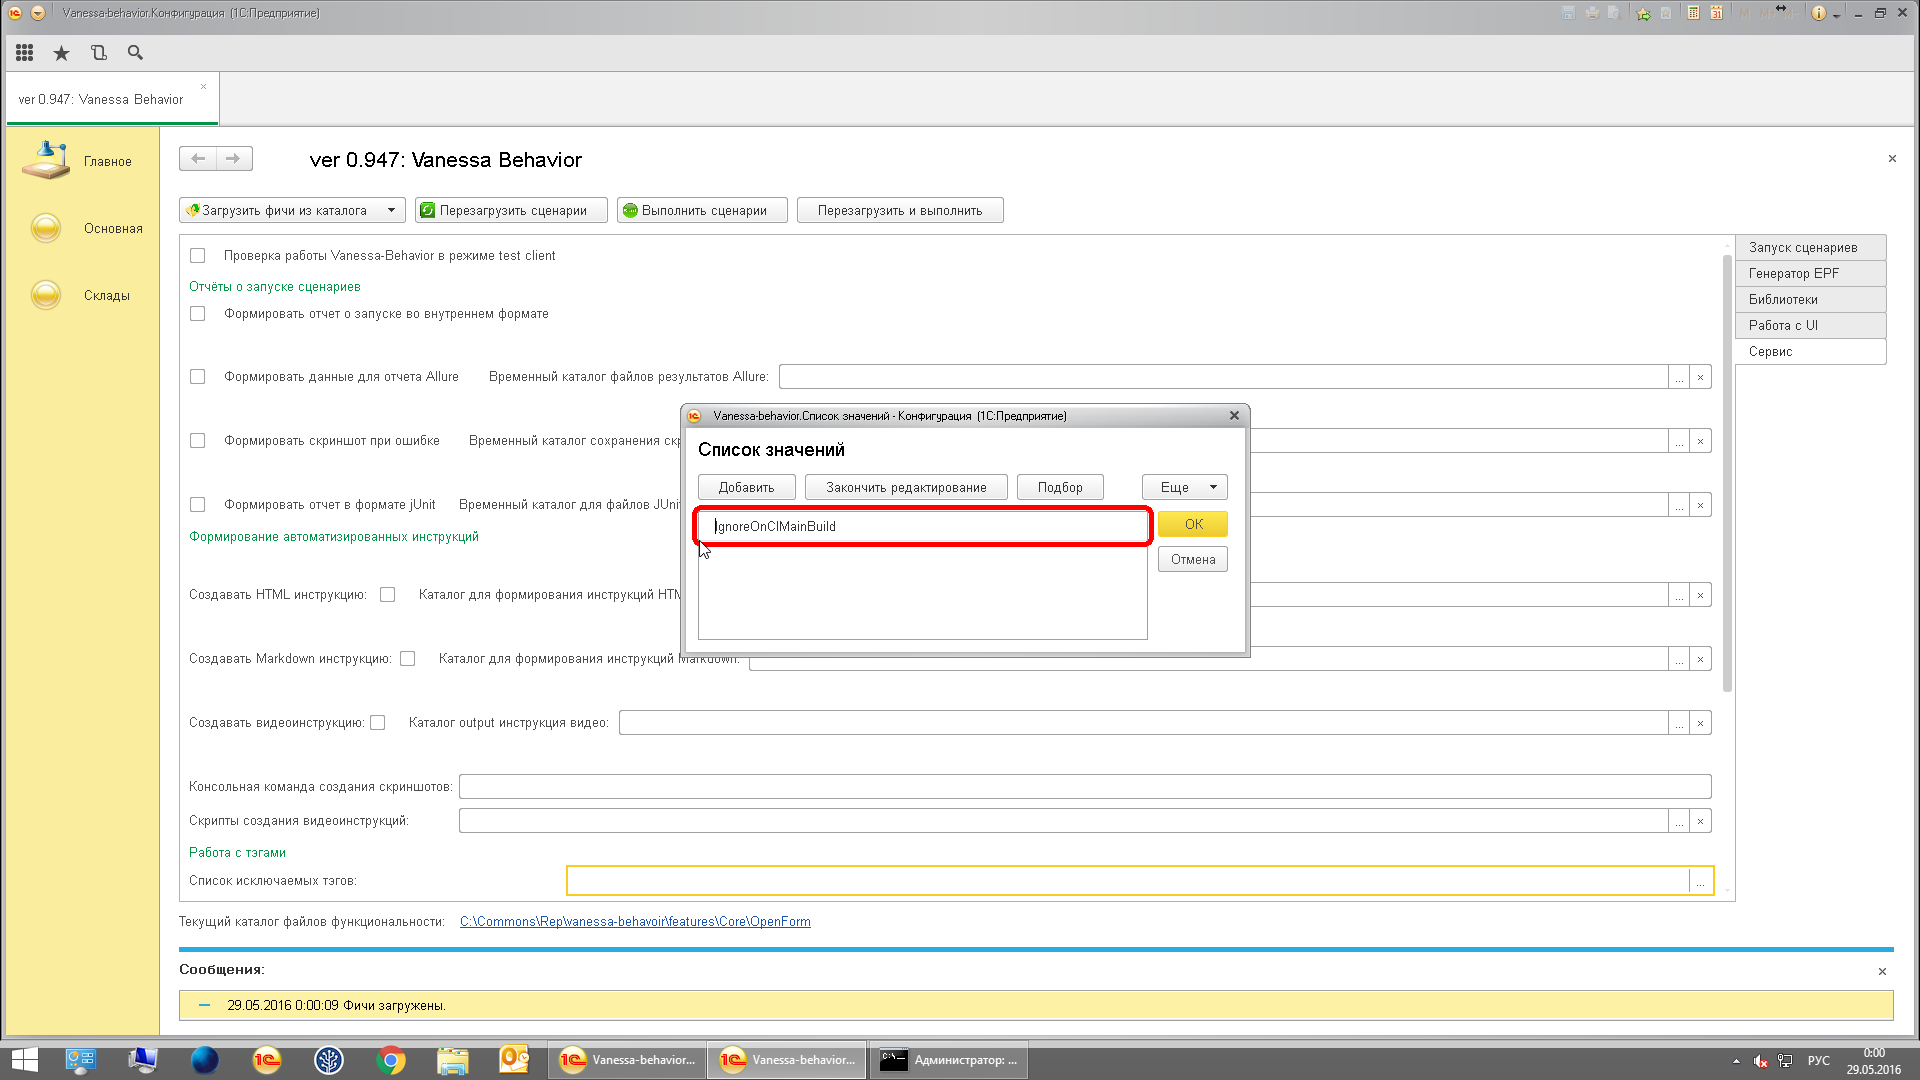 Vanessa-behavior.Конфигурация (1С:Предприятие)
ver 0.947: Vanessa Behavior
Главное
Основная
Склады
ver 0.947: Vanessa Behavior
Загрузить фичи из каталога
Перезагрузить сценарии
Выполнить сценарии
Перезагрузить и выполнить
Проверка работы Vanessa-Behavior в режиме test client
Отчёты о запуске сценариев
Формировать отчет о запуске во внутреннем формате
Формировать данные для отчета Allure Временный каталог файлов результатов Allure:
Формировать скриншот при ошибке Временный каталог сохранения скр
Формировать отчет в формате jUnit Временный каталог для файлов JUni
Формирование автоматизированных инструкций
Создавать HTML инструкцию: Каталог для формирования инструкций HTM
Создавать Markdown инструкцию: Каталог для формирования инструкций Markdown:
Создавать видеоинструкцию: Каталог output инструкция видео:
Консольная команда создания скриншотов:
Скрипты создания видеоинструкций:
Работа с тэгами
Список исключаемых тэгов:
Запуск сценариев
Генератор EPF
Библиотеки
Работа с UI
Сервис
Vanessa-behavior.Список значений - Конфигурация (1С:Предприятие)
Список значений
Добавить
Закончить редактирование
Подбор
Еще
IgnoreOnCIMainBuild
ОК
Отмена
Текущий каталог файлов функциональности: C:\Commons\Rep\vanessa-behavoir\features\Core\OpenForm
Сообщения:
29.05.2016 0:00:09 Фичи загружены.
Vanessa-behavior...
Vanessa-behavior...
Администратор: ...
РУС
0:00
29.05.2016